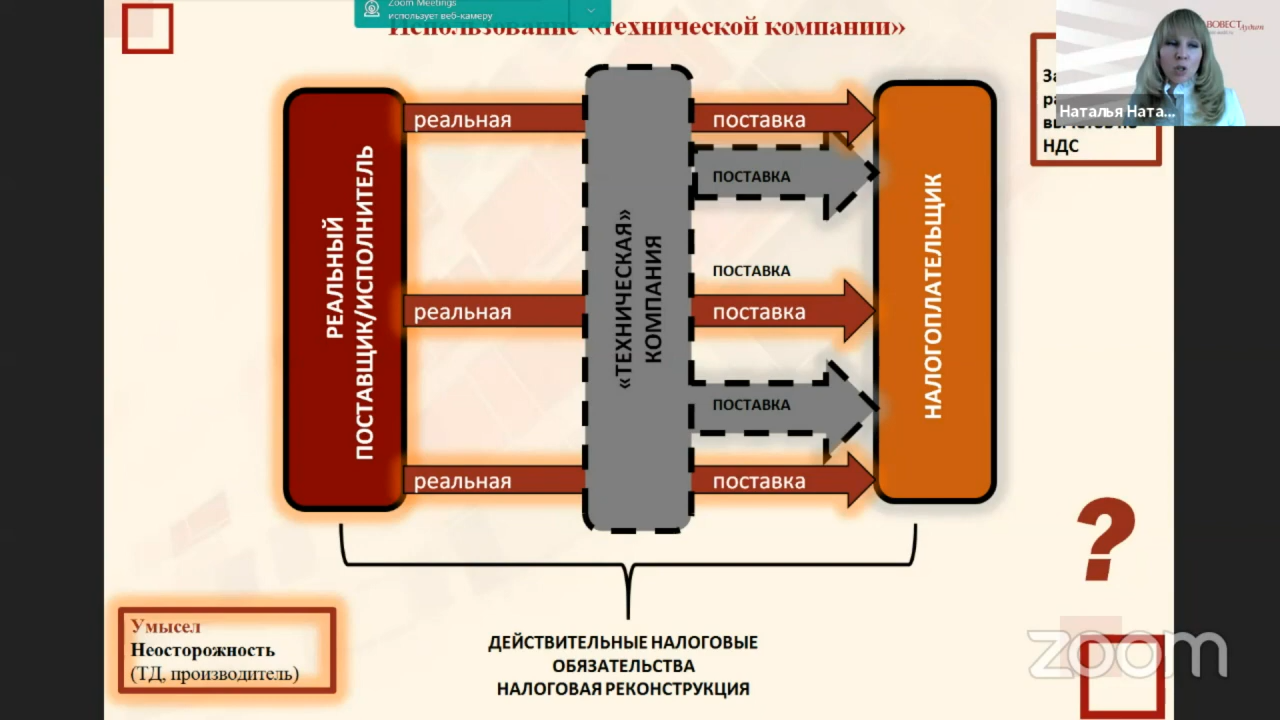 Zoom Meetings
использует веб-камеру
Использование «технической компании»
Наталья Ната...
НДС
РЕАЛЬНЫЙ
ПОСТАВЩИК/ИСПОЛНИТЕЛЬ
реальная
реальная
реальная
«ТЕХНИЧЕСКАЯ»
КОМПАНИЯ
поставка
ПОСТАВКА
ПОСТАВКА
поставка
ПОСТАВКА
поставка
НАЛОГОПЛАТЕЛЬЩИК
?
Умысел
Неосторожность
(ТД, производитель)
ДЕЙСТВИТЕЛЬНЫЕ НАЛОГОВЫЕ
ОБЯЗАТЕЛЬСТВА
НАЛОГОВАЯ РЕКОНСТРУКЦИЯ
zoom